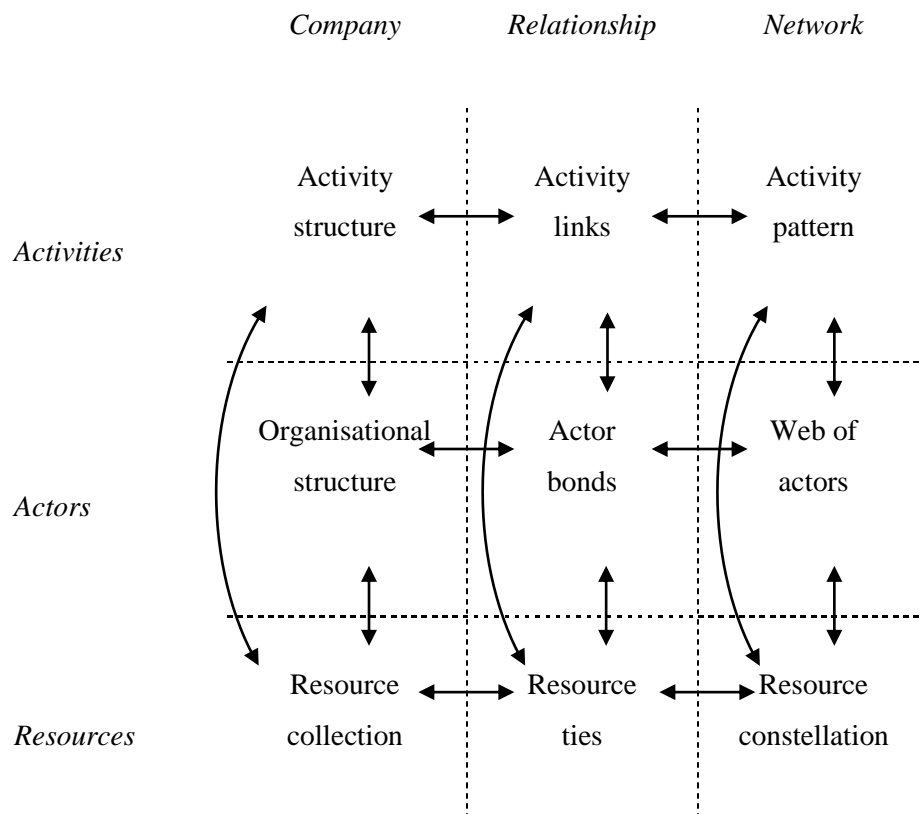 Company Relationship Network
Activity Activity Activity
structure links pattern
Activities
Organisational Actor Web of
structure bonds actors
Actors
Resource Resource Resource
collection ties constellation
Resources